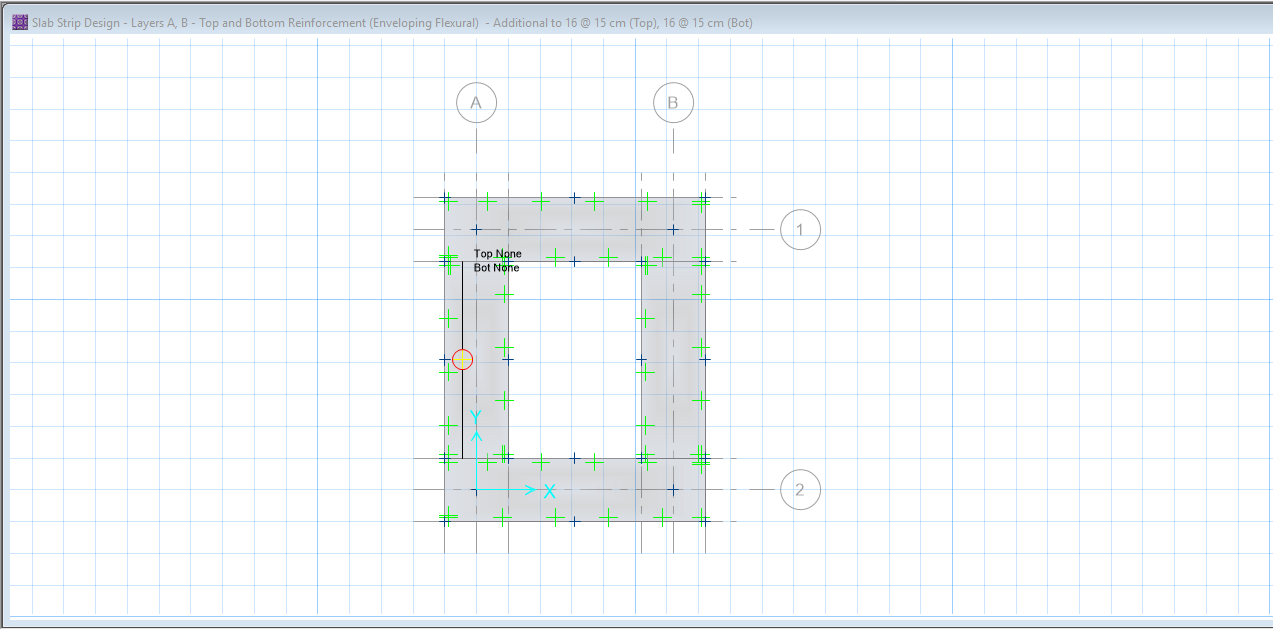 Slab Strip Design - Layers A, B - Top and Bottom Reinforcement (Enveloping Flexural)  - Additional to 16 @ 15 cm (Top), 16 @ 15 cm (Bot)
A
B
1
Top None
Bot None
Y
X
2